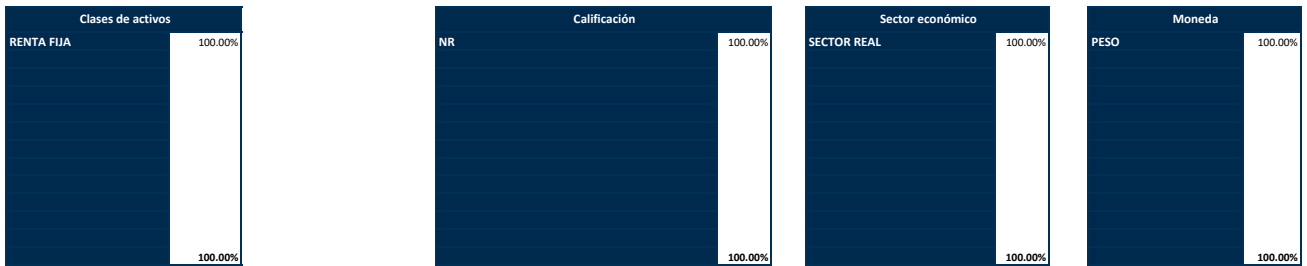 Clases de activos
RENTA FIJA 100.00%
100.00%
Calificación
NR 100.00%
100.00%
Sector económico
SECTOR REAL 100.00%
100.00%
Moneda
PESO 100.00%
100.00%